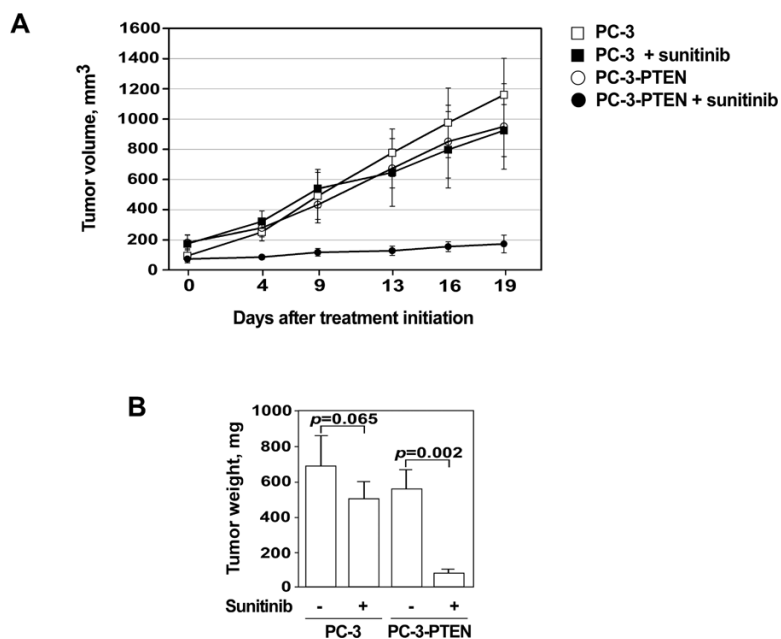 A
1600
1400
1200
1000
800
600
400
200
0
Tumor volume, mm3
0 4 9 13 16 19
Days after treatment initiation
PC-3
PC-3 + sunitinib
PC-3-PTEN
PC-3-PTEN + sunitinib
B
1000
800
600
400
200
0
Tumor weight, mg
p=0.065
p=0.002
Sunitinib - + - +
PC-3 PC-3-PTEN